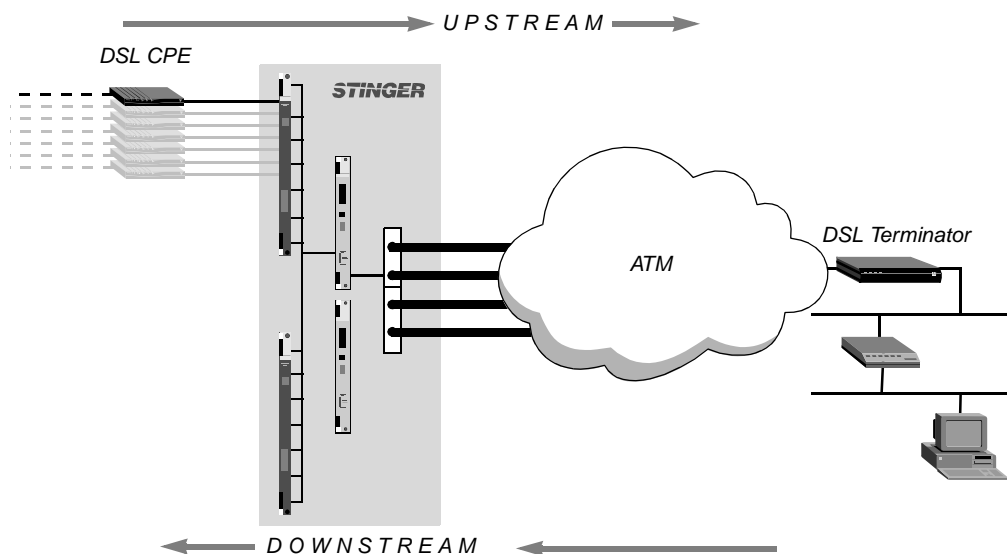 UPSTREAM
DSL CPE
STINGER
DSL Terminator
ATM
DOWNSTREAM